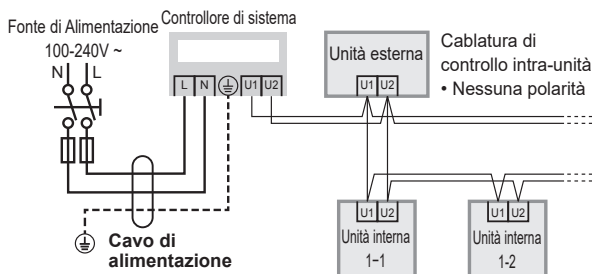 Fonte di Alimentazione
100-240V ~
N L
Controllore di sistema
L N U1 U2
Unità esterna
U1 U2
Cablatura di
controllo intra-unità
• Nessuna polarità
Cavo di
alimentazione
U1 U2
Unità interna
1-1
U1 U2
Unità interna
1-2